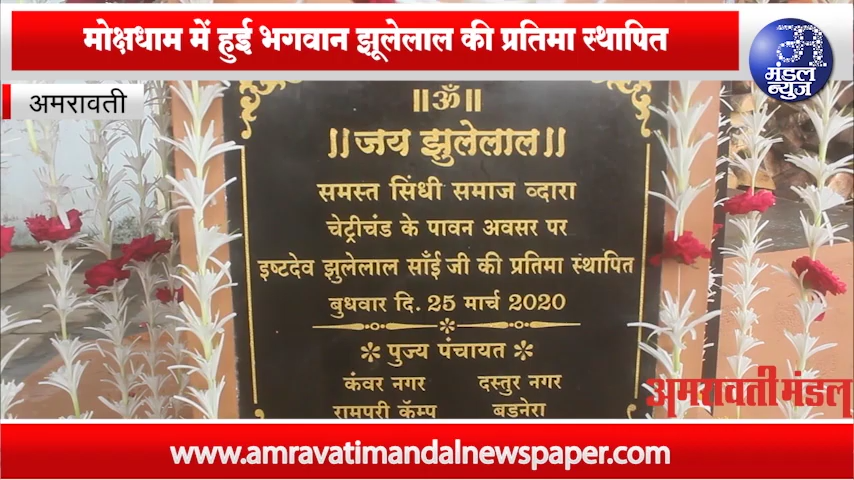 मोक्षधाम में हुई भगवान झूलेलाल की प्रतिमा स्थापित
मंडल
न्युज
अमरावती
॥ॐ॥
॥जय झुलेलाल॥
समस्त सिंधी समाज व्दारा
चेट्रीचंड के पावन अवसर पर
इष्टदेव झुलेलाल साँई जी की प्रतिमा स्थापित
बुधवार दि. 25 मार्च 2020
पुज्य पंचायत
कंवर नगर दस्तुर नगर
रामपुरी कॅम्प बडनेरा
अमरावती मंडल
www.amravatimandalnewspaper.com